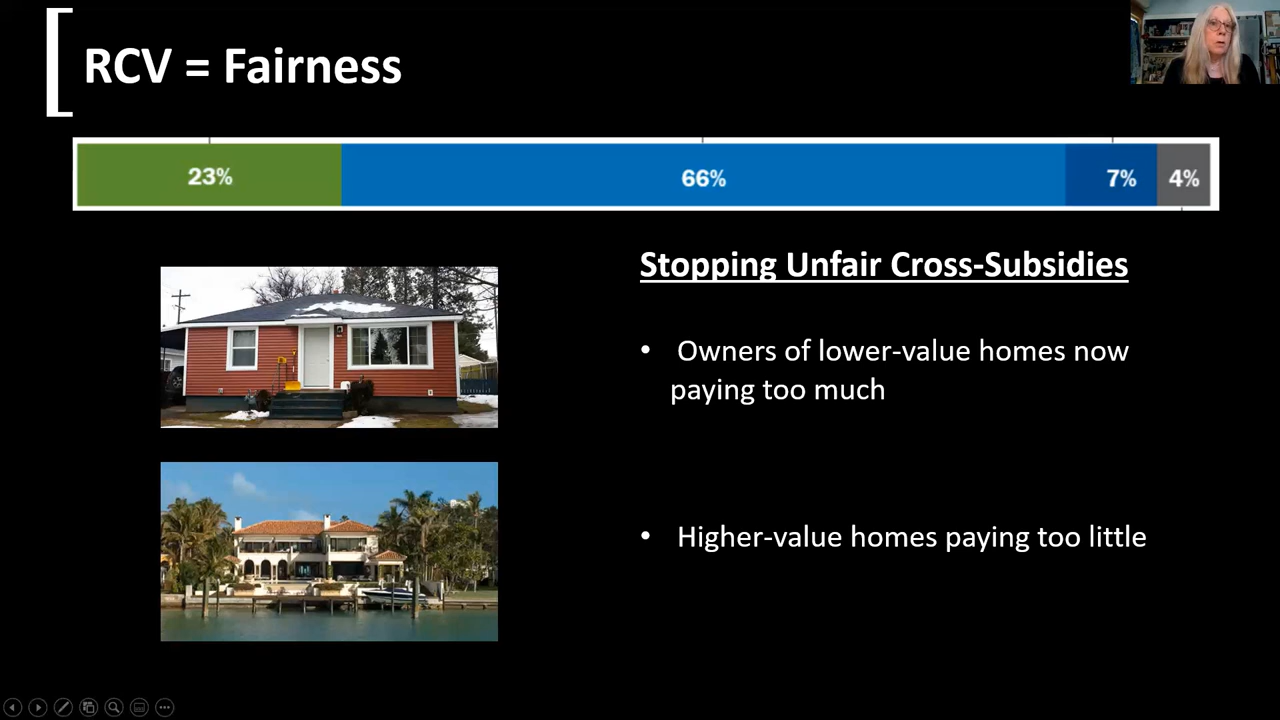 RCV = Fairness
23% 66% 7% 4%
Stopping Unfair Cross-Subsidies
• Owners of lower-value homes now
paying too much
• Higher-value homes paying too little